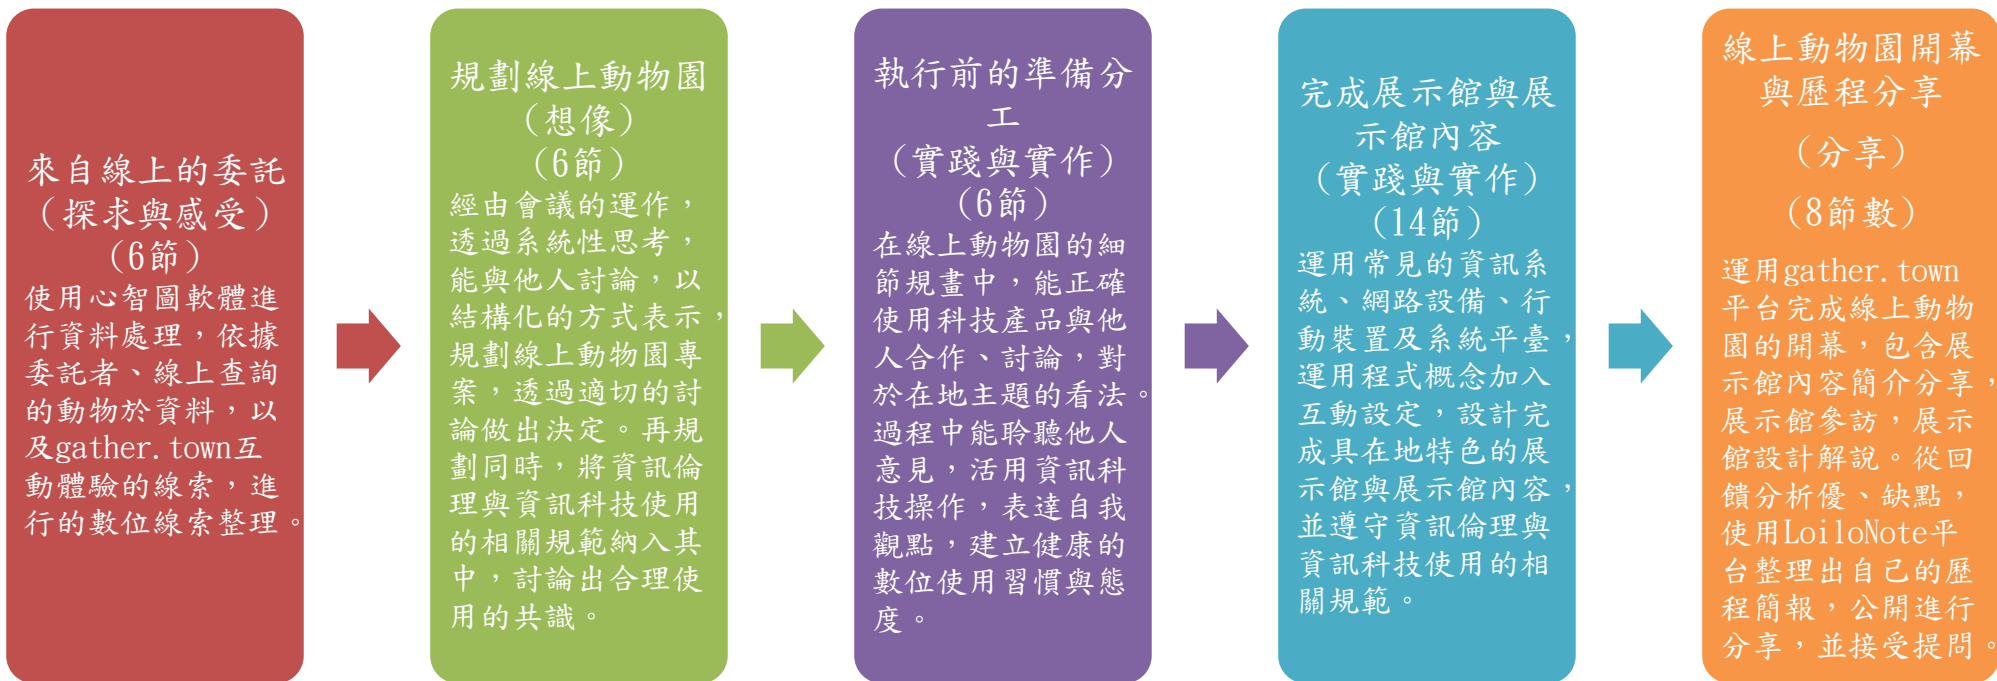 來自線上的委託
（探求與感受）
(6節)
使用心智圖軟體進
行資料處理，依據
委託者、線上查詢
的動物於資料，以
及gather.town互
動體驗的線索，進
行的數位線索整理。
規劃線上動物園
（想像）
(6節)
經由會議的運作，
透過系統性思考，
能與他人討論，以
結構化的方式表示，
規劃線上動物園專
案，透過適切的討
論做出決定。再規
劃同時，將資訊倫
理與資訊科技使用
的相關規範納入其
中，討論出合理使
用的共識。
執行前的準備分
工
（實踐與實作）
(6節)
在線上動物園的細
節規畫中，能正確
使用科技產品與他
人合作、討論，對
於在地主題的看法。
過程中能聆聽他人
意見，活用資訊科
技操作，表達自我
觀點，建立健康的
數位使用習慣與態
度。
完成展示館與展
示館內容
（實踐與實作）
(14節)
運用常見的資訊系
統、網路設備、行
動裝置及系統平臺，
運用程式概念加入
互動設定，設計完
成具在地特色的展
示館與展示館內容，
並遵守資訊倫理與
資訊科技使用的相
關規範。
線上動物園開幕
與歷程分享
（分享）
（8節數）
運用gather.town
平台完成線上動物
園的開幕，包含展
示館內容簡介分享，
展示館參訪，展示
館設計解說。從回
饋分析優、缺點，
使用LoiloNote平
台整理出自己的歷
程簡報，公開進行
分享，並接受提問。